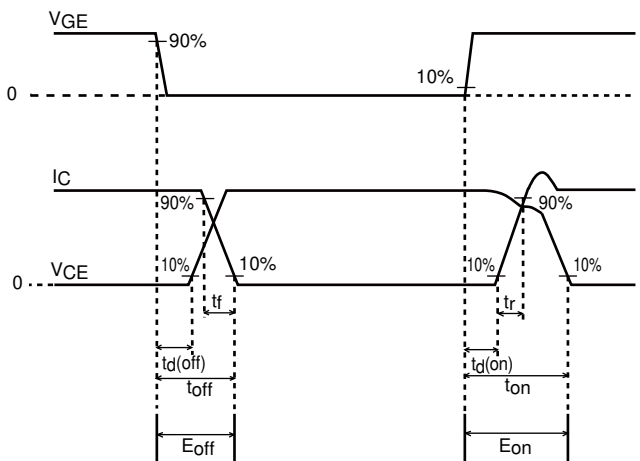 VGE
90%
10%
0
IC
90%
90%
VCE
10%
10%
10%
10%
0
tf
tr
td(off)
td(on)
toff
ton
Eoff
Eon